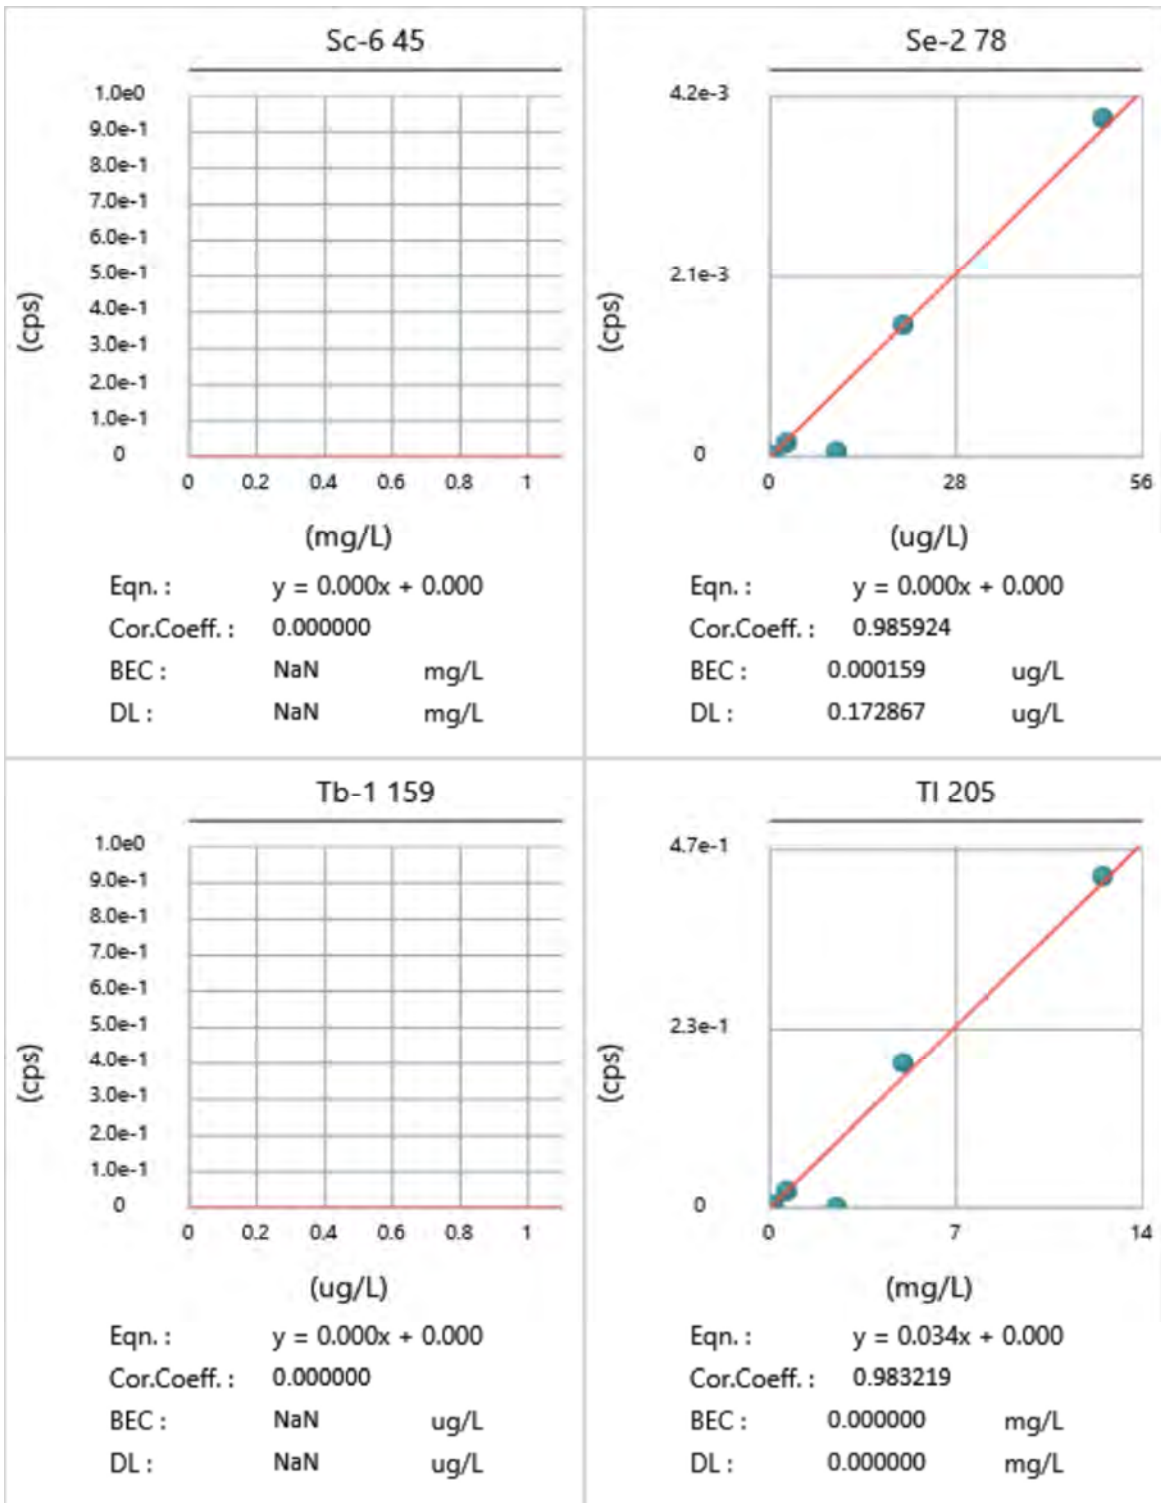 Sc-6 45
1.0e0
9.0e-1
8.0e-1
7.0e-1
6.0e-1
5.0e-1
4.0e-1
3.0e-1
2.0e-1
1.0e-1
0
(cps)
0 0.2 0.4 0.6 0.8 1
(mg/L)
Eqn. : y = 0.000x + 0.000
Cor.Coeff. : 0.000000
BEC : NaN mg/L
DL : NaN mg/L
Se-2 78
4.2e-3
2.1e-3
0
(cps)
0 28 56
(ug/L)
Eqn. : y = 0.000x + 0.000
Cor.Coeff. : 0.985924
BEC : 0.000159 ug/L
DL : 0.172867 ug/L
Tb-1 159
1.0e0
9.0e-1
8.0e-1
7.0e-1
6.0e-1
5.0e-1
4.0e-1
3.0e-1
2.0e-1
1.0e-1
0
(cps)
0 0.2 0.4 0.6 0.8 1
(ug/L)
Eqn. : y = 0.000x + 0.000
Cor.Coeff. : 0.000000
BEC : NaN ug/L
DL : NaN ug/L
Tl 205
4.7e-1
2.3e-1
0
(cps)
0 7 14
(mg/L)
Eqn. : y = 0.034x + 0.000
Cor.Coeff. : 0.983219
BEC : 0.000000 mg/L
DL : 0.000000 mg/L